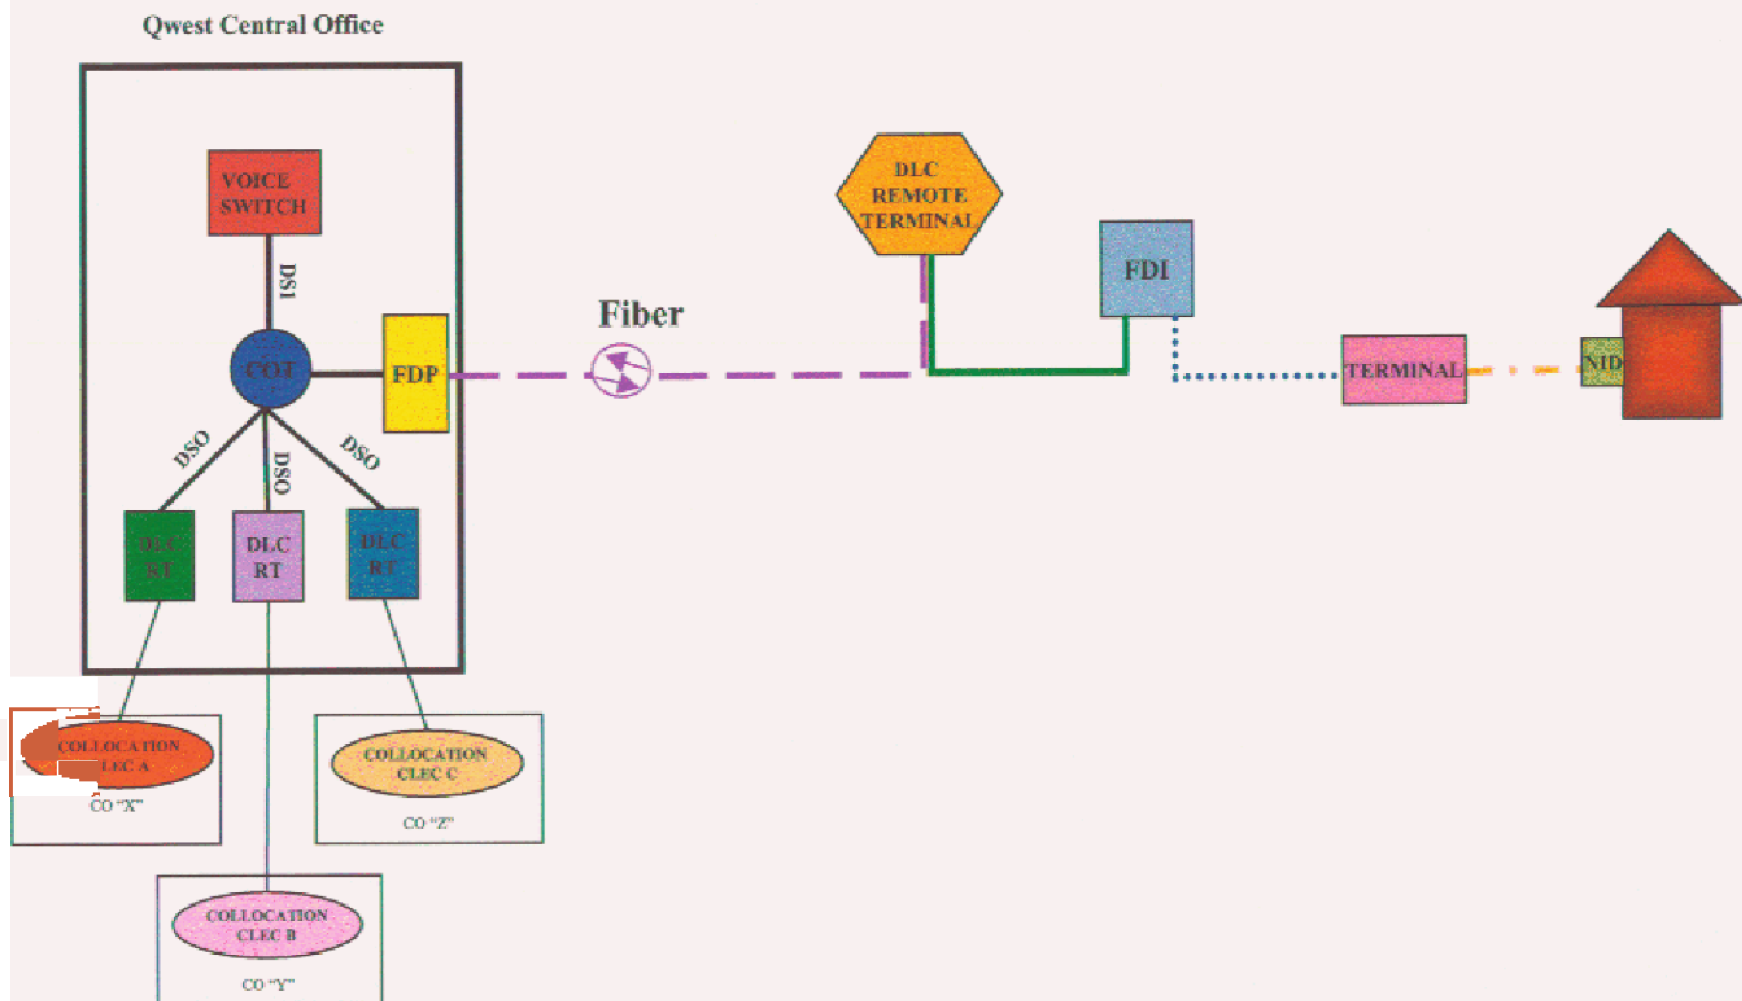 Qwest Central Office
VOICE
SWITCH
DS1
COT
FDP
Fiber
DLC
REMOTE
TERMINAL
FDI
TERMINAL
NID
DSO
DSO
DSO
DLC
RT
DLC
RT
DLC
RT
COLLOCATION
LEC A
CO "X"
COLLOCATION
CLEC C
CO "Z"
COLLOCATION
CLEC B
CO "Y"